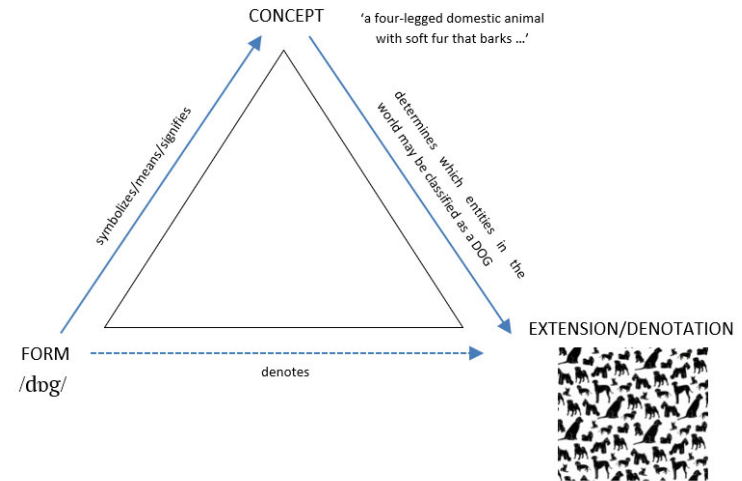 CONCEPT
‘a four-legged domestic animal
with soft fur that barks …’
symbolizes/means/signifies
determines which entities in the
world may be classified as a DOG
EXTENSION/DENOTATION
FORM
/dɒg/
denotes